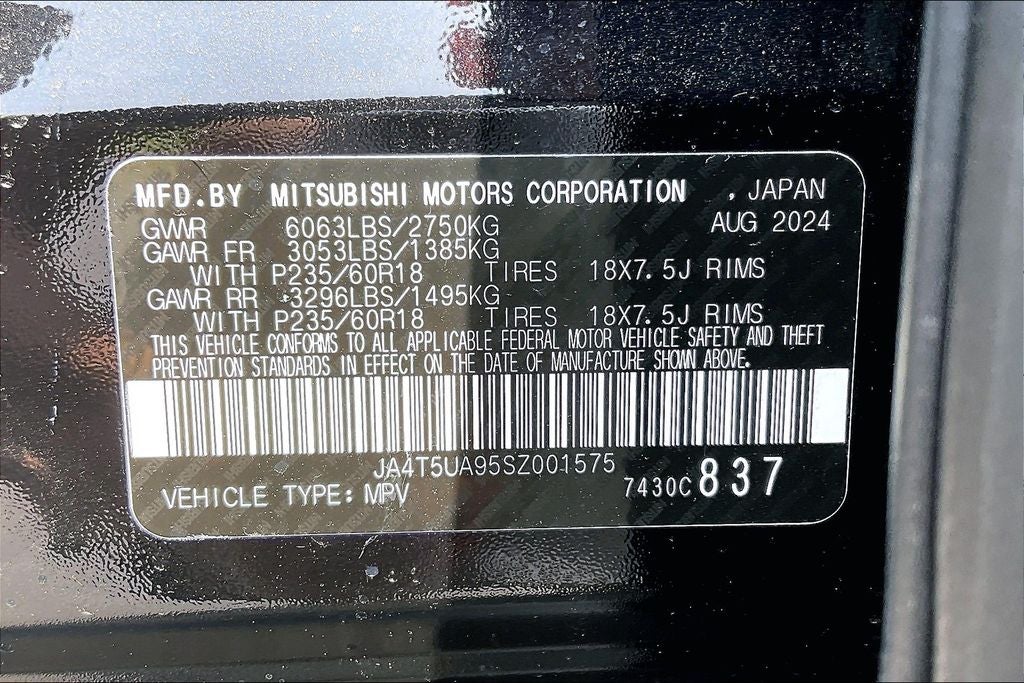 MFD.BY MITSUBISHI MOTORS CORPORATION , JAPAN
GWVR 6063LBS/2750KG AUG 2024
GAWR FR 3053LBS/1385KG
WITH P235/60R18 TIRES 18X7.5J RIMS
GAWR RR 3296LBS/1495KG
WITH P235/60R18 TIRES 18X7.5J RIMS
THIS VEHICLE CONFORMS TO ALL APPLICABLE FEDERAL MOTOR VEHICLE SAFETY AND THEFT
PREVENTION STANDARDS IN EFFECT ON THE DATE OF MANUFACTURE SHOWN ABOVE.
JA4T5UA95SZ001575
VEHICLE TYPE: MPV 7430C 837